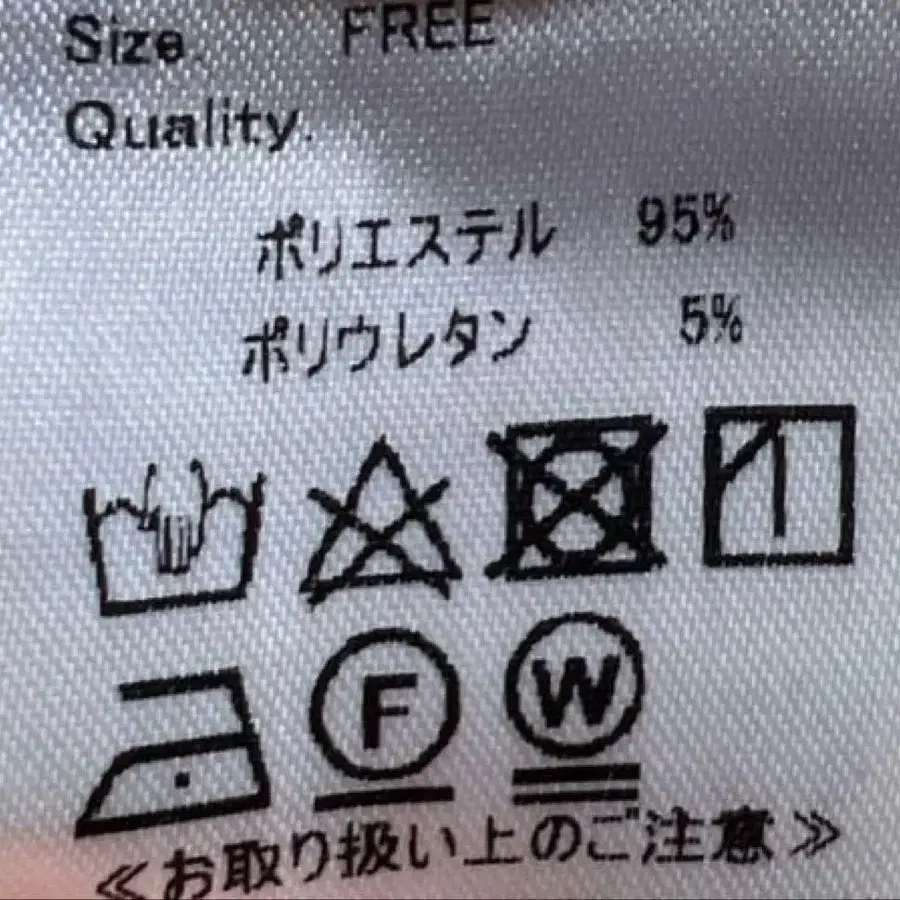 Size. FREE
Quality.
ポリエステル 95%
ポリウレタン 5%
F W
≪お取り扱い上のご注意≫